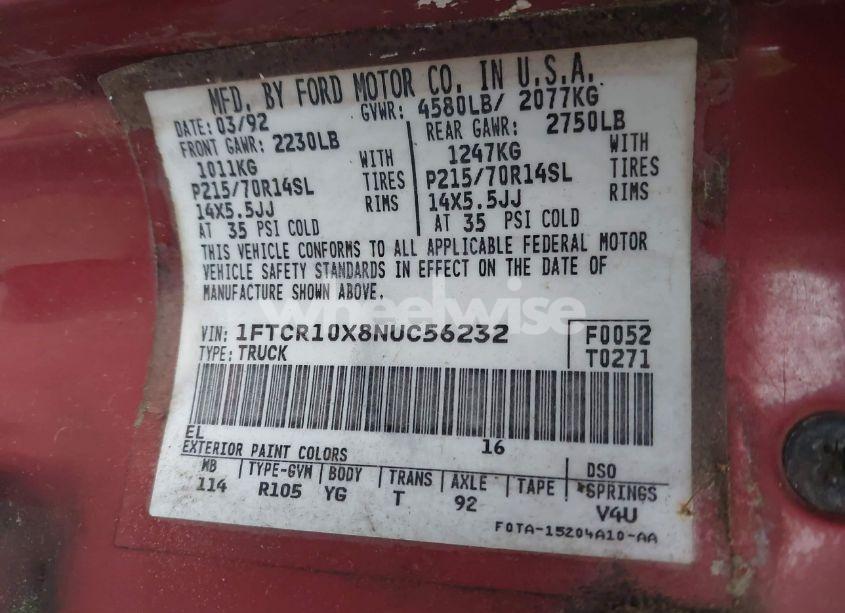 MFD. BY FORD MOTOR CO. IN U.S.A.
DATE: 03/92 GVWR: 4580LB/ 2077KG
FRONT GAWR: 2230LB REAR GAWR: 2750LB
1011KG WITH 1247KG WITH
P215/70R14SL TIRES P215/70R14SL TIRES
14X5.5JJ RIMS 14X5.5JJ RIMS
AT 35 PSI COLD AT 35 PSI COLD
THIS VEHICLE CONFORMS TO ALL APPLICABLE FEDERAL MOTOR
VEHICLE SAFETY STANDARDS IN EFFECT ON THE DATE OF
MANUFACTURE SHOWN ABOVE.
wheelwise
VIN: 1FTCR10X8NUC56232 F0052
TYPE: TRUCK T0271
EL 16
EXTERIOR PAINT COLORS DSO
WB TYPE-GVW BODY TRANS AXLE TAPE SPRINGS
114 R105 YG T 92 V4U
F0TA-15204A10-AA